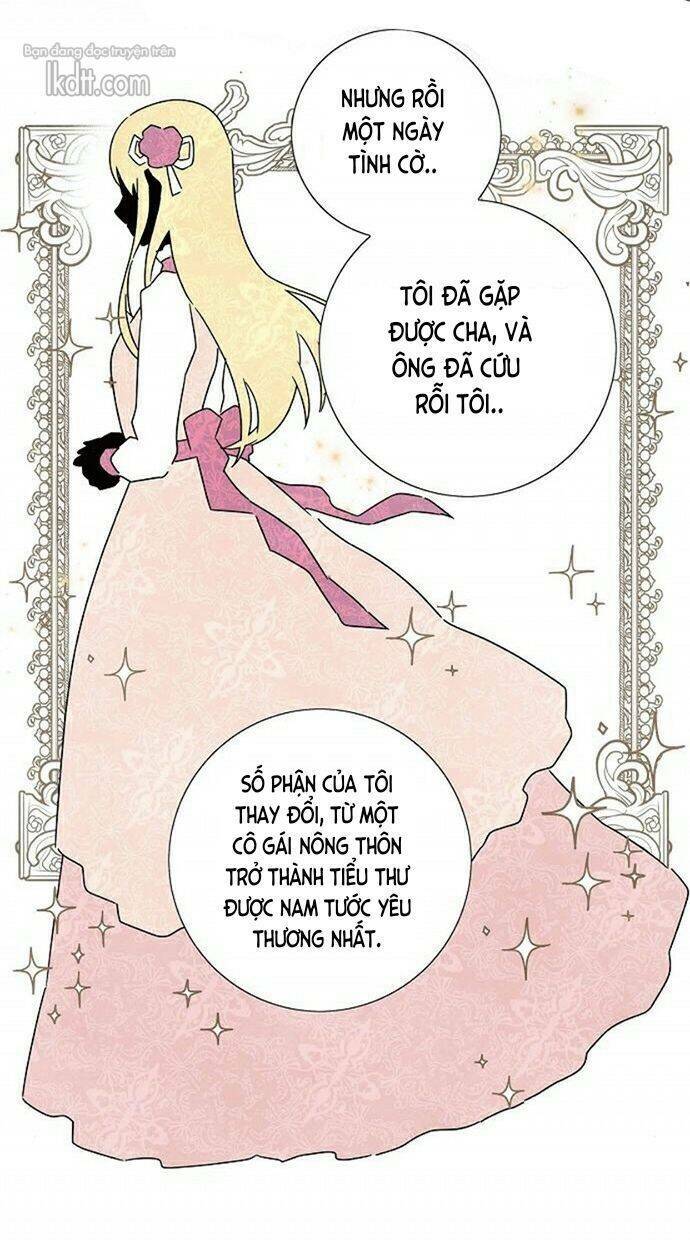 Bạn đang đọc truyện trên
lkdtt.com
NHƯNG RỒI
MỘT NGÀY
TÌNH CỜ..
TÔI ĐÃ GẶP
ĐƯỢC CHA, VÀ
ÔNG ĐÃ CỨU
RỖI TÔI..
SỐ PHẬN CỦA TÔI
THAY ĐỔI, TỪ MỘT
CÔ GÁI NÔNG THÔN
TRỞ THÀNH TIỂU THƯ
ĐƯỢC NAM TƯỚC YÊU
THƯƠNG NHẤT.